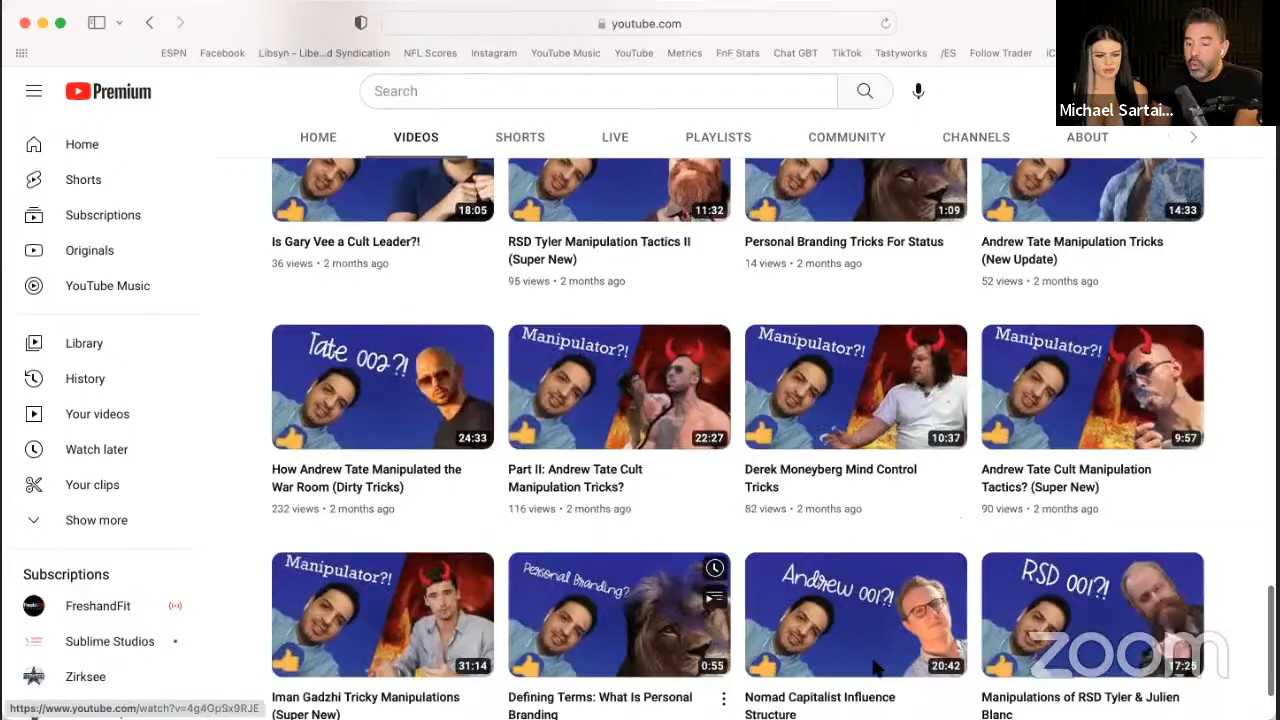 youtube.com
ESPN Facebook Libsyn - Libe...d Syndication NFL Scores Instagram YouTube Music YouTube Metrics FnF Stats Chat GBT TikTok Tastyworks /ES Follow Trader
Michael Sartai...
Premium
Search
HOME VIDEOS SHORTS LIVE PLAYLISTS COMMUNITY CHANNELS ABOUT
Home
Shorts
Subscriptions
Originals
YouTube Music
Library
History
Your videos
Watch later
Your clips
Show more
Subscriptions
FreshandFit
Sublime Studios
Zirksee
https://www.youtube.com/watch?v=4g4GpSx9RJE
18:05
11:32
1:09
14:33
Is Gary Vee a Cult Leader?!
36 views • 2 months ago
RSD Tyler Manipulation Tactics II
(Super New)
95 views • 2 months ago
Personal Branding Tricks For Status
14 views • 2 months ago
Andrew Tate Manipulation Tricks
(New Update)
52 views • 2 months ago
Tate 002?!
24:33
Manipulator?!
22:27
Manipulator?!
10:37
Manipulator?!
9:57
How Andrew Tate Manipulated the
War Room (Dirty Tricks)
232 views • 2 months ago
Part II: Andrew Tate Cult
Manipulation Tricks?
116 views • 2 months ago
Derek Moneyberg Mind Control
Tricks
82 views • 2 months ago
Andrew Tate Cult Manipulation
Tactics? (Super New)
90 views • 2 months ago
Manipulator?!
31:14
Personal Branding?
0:55
Andrew 001?!
20:42
RSD 001?!
17:25
zoom
Iman Gadzhi Tricky Manipulations
(Super New)
Defining Terms: What Is Personal
Branding
Nomad Capitalist Influence
Structure
Manipulations of RSD Tyler & Julien
Blanc